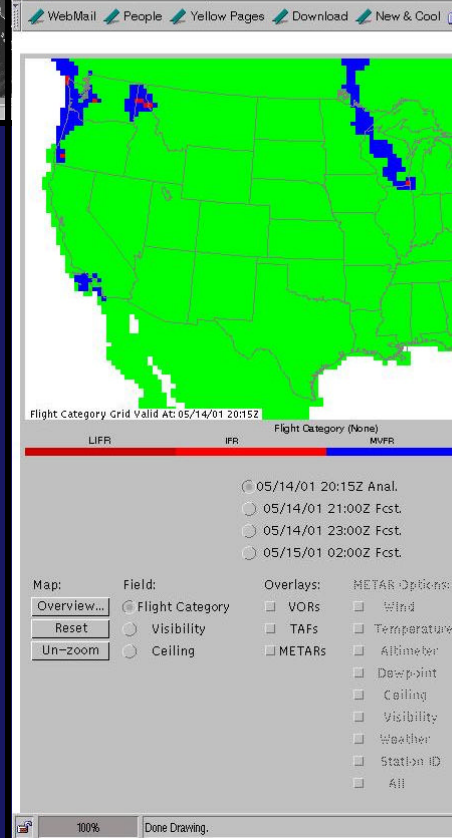 WebMail People Yellow Pages Download New & Cool
Flight Category Grid Valid At: 05/14/01 20:15Z
Flight Category (None)
LIFR IFR MVFR
05/14/01 20:15Z Anal.
05/14/01 21:00Z Fcst.
05/14/01 23:00Z Fcst.
05/15/01 02:00Z Fcst.
Map: Field: Overlays: METAR Options:
Overview... Flight Category VORs Wind
Reset Visibility TAFs Temperature
Un-zoom Ceiling METARs Altimeter
Dewpoint
Ceiling
Visibility
Weather
Station ID
All
100% Done Drawing.